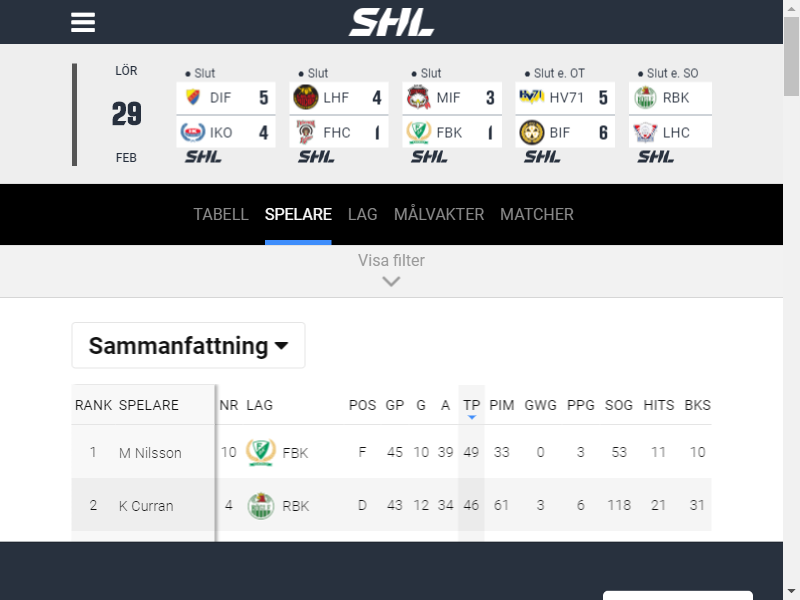 SHL
LÖR
29
FEB
• Slut
DIF 5
IKO 4
SHL
• Slut
LHF 4
FHC 1
SHL
• Slut
MIF 3
FBK 1
SHL
• Slut e. OT
HV71 HV71 5
BIF 6
SHL
• Slut e. SO
RBK
LHC
SHL
TABELL SPELARE LAG MÅLVAKTER MATCHER
Visa filter
Sammanfattning
RANK SPELARE NR LAG POS GP G A TP PIM GWG PPG SOG HITS BKS
1 M Nilsson 10 FBK F 45 10 39 49 33 0 3 53 11 10
2 K Curran 4 RBK D 43 12 34 46 61 3 6 118 21 31